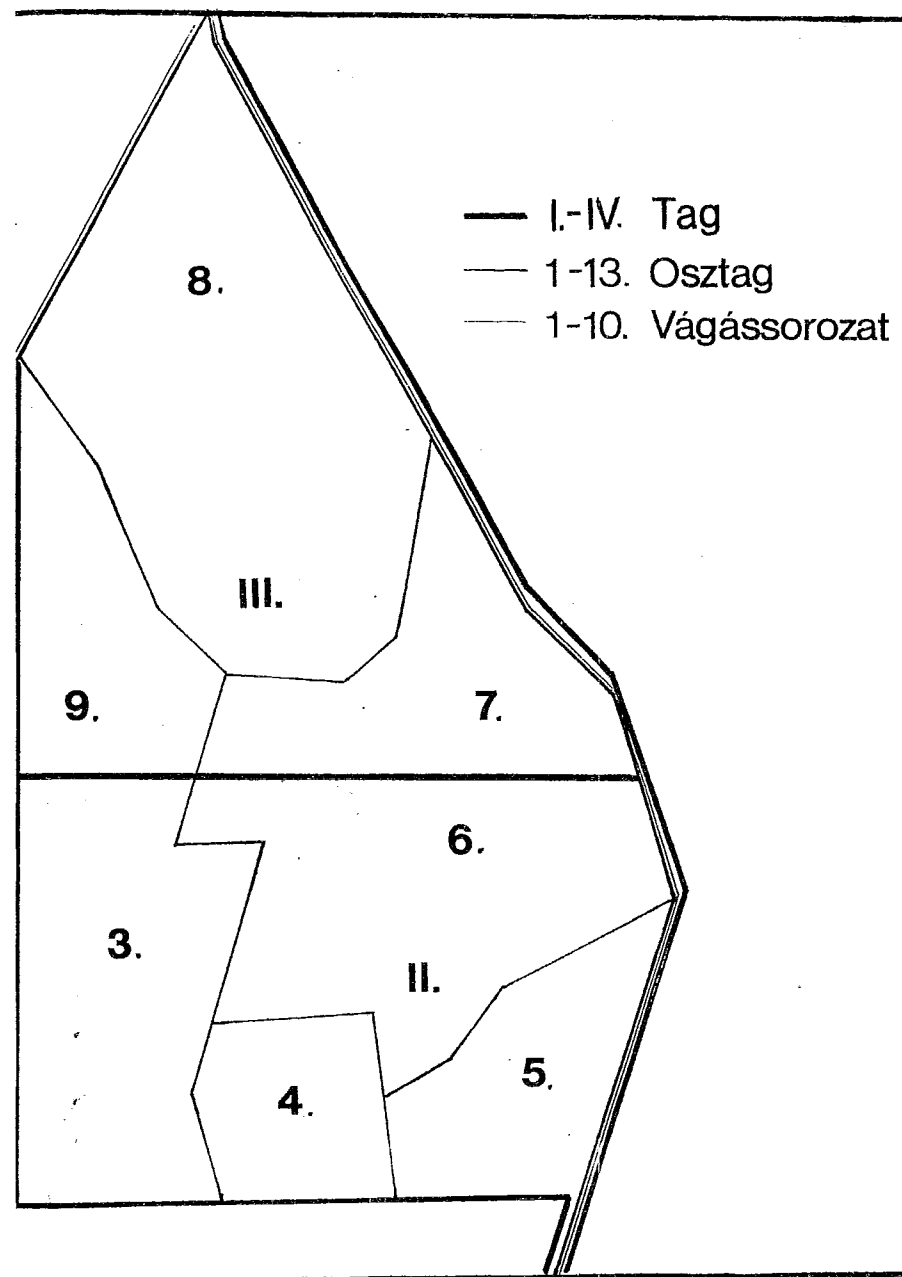 I.-IV. Tag
1-13. Osztag
1-10. Vágássorozat
8.
III.
9.
7.
6.
3.
II.
5.
4.